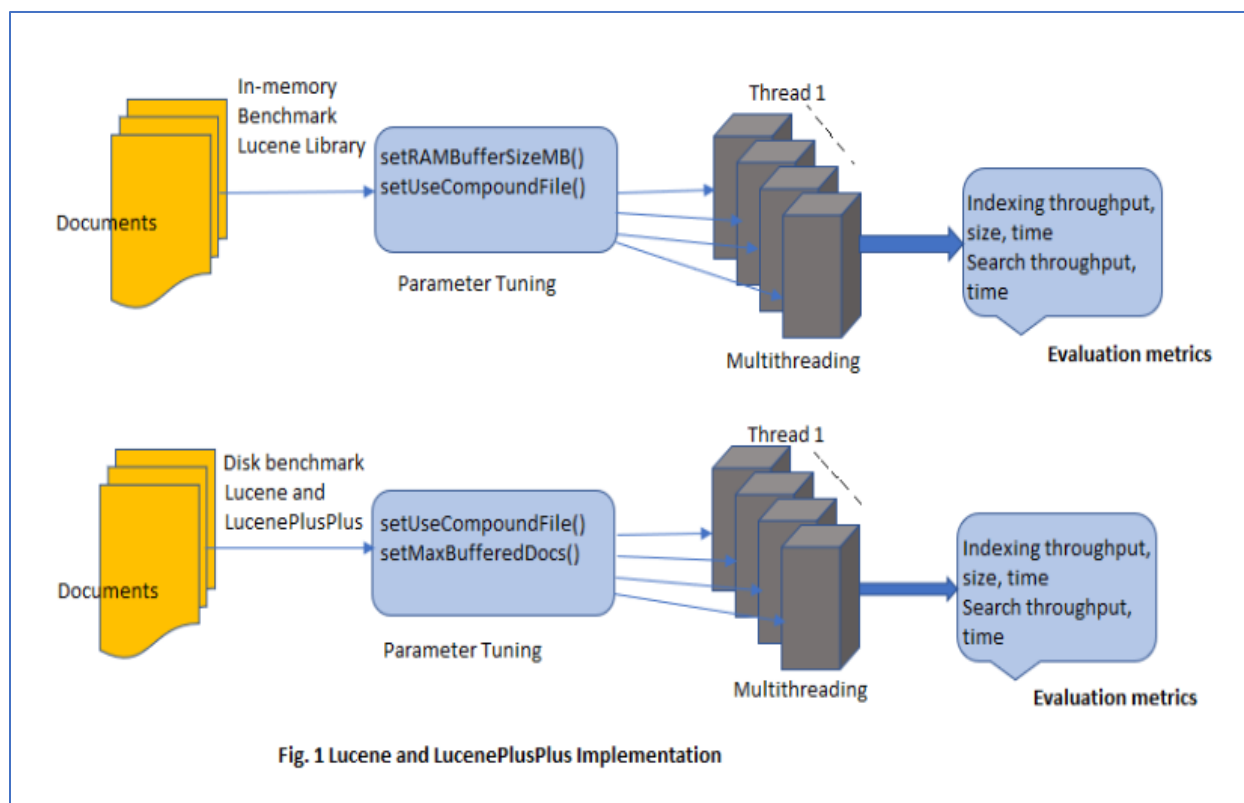 In-memory
Benchmark
Lucene Library
Documents
setRAMBufferSizeMB()
setUseCompoundFile()
Parameter Tuning
Thread 1
Multithreading
Indexing throughput,
size, time
Search throughput,
time
Evaluation metrics
Disk benchmark
Lucene and
LucenePlusPlus
Documents
setUseCompoundFile()
setMaxBufferedDocs()
Parameter Tuning
Thread 1
Multithreading
Indexing throughput,
size, time
Search throughput,
time
Evaluation metrics
Fig. 1 Lucene and LucenePlusPlus Implementation